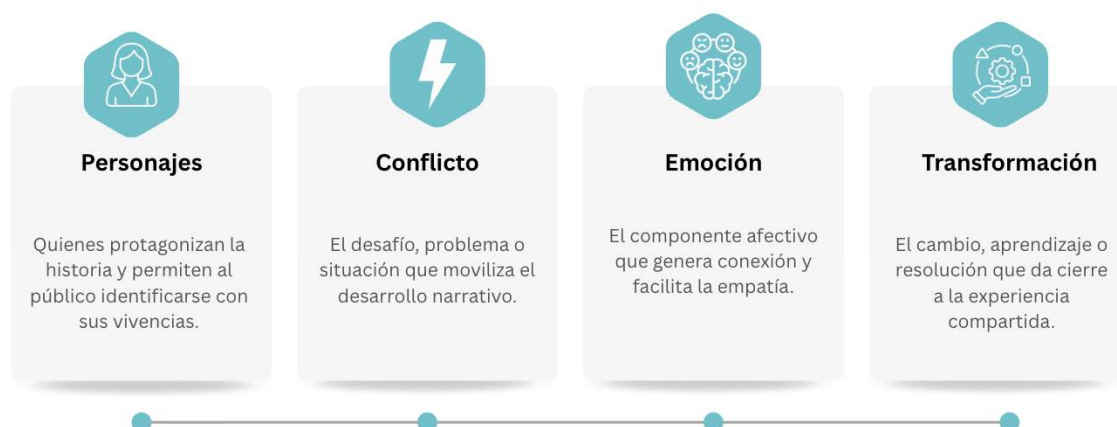 Personajes
Quienes protagonizan la
historia y permiten al
público identificarse con
sus vivencias.
Conflicto
El desafío, problema o
situación que moviliza el
desarrollo narrativo.
Emoción
El componente afectivo
que genera conexión y
facilita la empatía.
Transformación
El cambio, aprendizaje o
resolución que da cierre
a la experiencia
compartida.